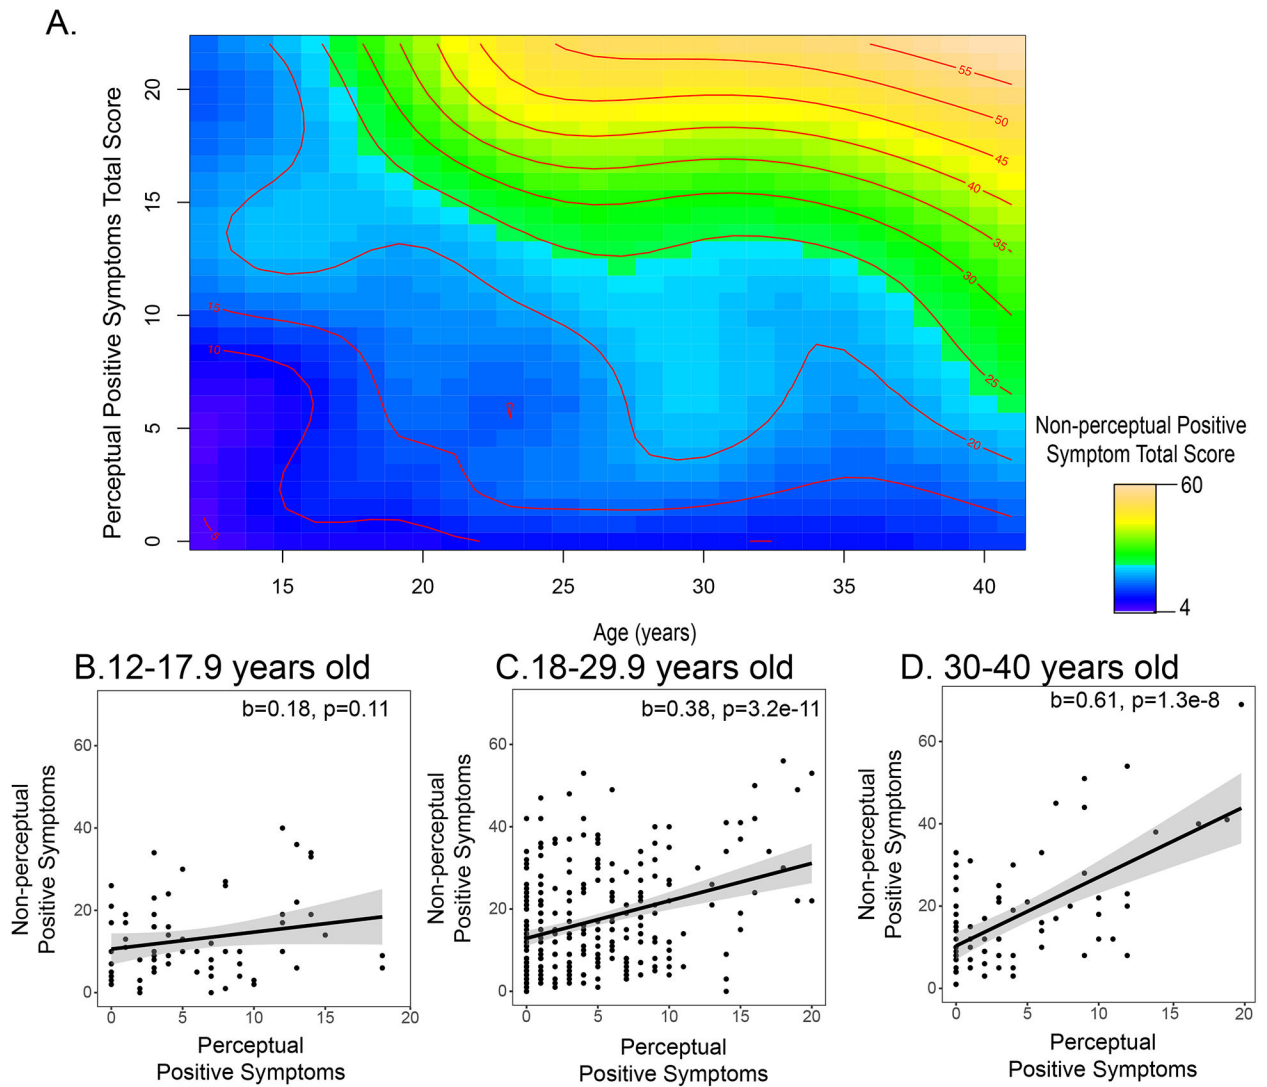 A.
Perceptual Positive Symptoms Total Score
20
15
10
5
0
55
50
45
40
35
30
25
20
15
10
15
20
25
30
35
40
Age (years)
Non-perceptual Positive
Symptom Total Score
60
4
B.12-17.9 years old
b=0.18, p=0.11
Non-perceptual
Positive Symptoms
60
40
20
0
0
5
10
15
20
Perceptual
Positive Symptoms
C.18-29.9 years old
b=0.38, p=3.2e-11
Non-perceptual
Positive Symptoms
60
40
20
0
0
5
10
15
20
Perceptual
Positive Symptoms
D. 30-40 years old
b=0.61, p=1.3e-8
Non-perceptual
Positive Symptoms
60
40
20
0
0
5
10
15
20
Perceptual
Positive Symptoms